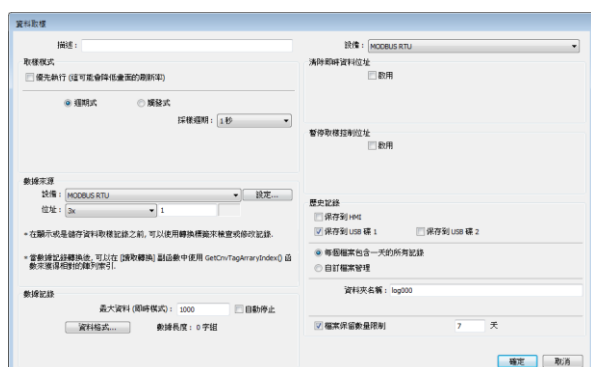 資料取樣
描述：
取樣模式
優先執行 (這可能會降低畫面的刷新率)
週期式
觸發式
採樣週期：
1 秒
數據來源
設備：
MODBUS RTU
設定...
位址：
3x
1
* 在顯示或是儲存資料取樣記錄之前, 可以使用轉換標籤來檢查或修改記錄.
* 當數據記錄轉換後, 可以在 [讀取轉換] 副函數中使用 GetCnvTagArrayIndex() 函
數來獲得相對的陣列索引.
數據記錄
最大資料 (即時模式)：
1000
自動停止
資料格式...
數據長度：0 字組
設備：
MODBUS RTU
清除即時資料位址
啟用
暫停取樣控制位址
啟用
歷史記錄
保存到 HMI
保存到 USB 碟 1
保存到 USB 碟 2
每個檔案包含一天的所有記錄
自訂檔案管理
資料夾名稱：
log000
檔案保留數量限制
7
天
確定
取消